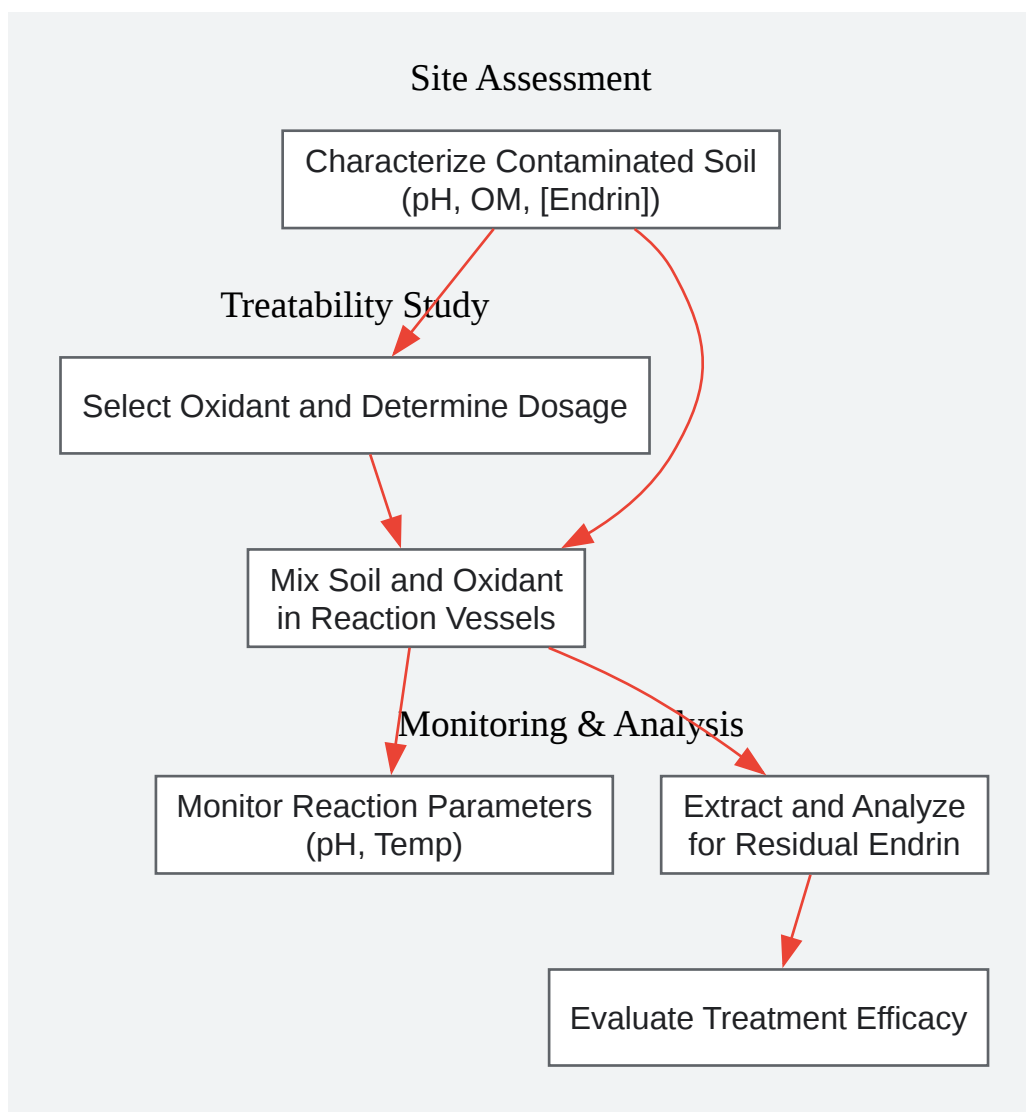 Site Assessment
Characterize Contaminated Soil
(pH, OM, [Endrin])
Treatability Study
Select Oxidant and Determine Dosage
Mix Soil and Oxidant
in Reaction Vessels
Monitoring & Analysis
Monitor Reaction Parameters
(pH, Temp)
Extract and Analyze
for Residual Endrin
Evaluate Treatment Efficacy